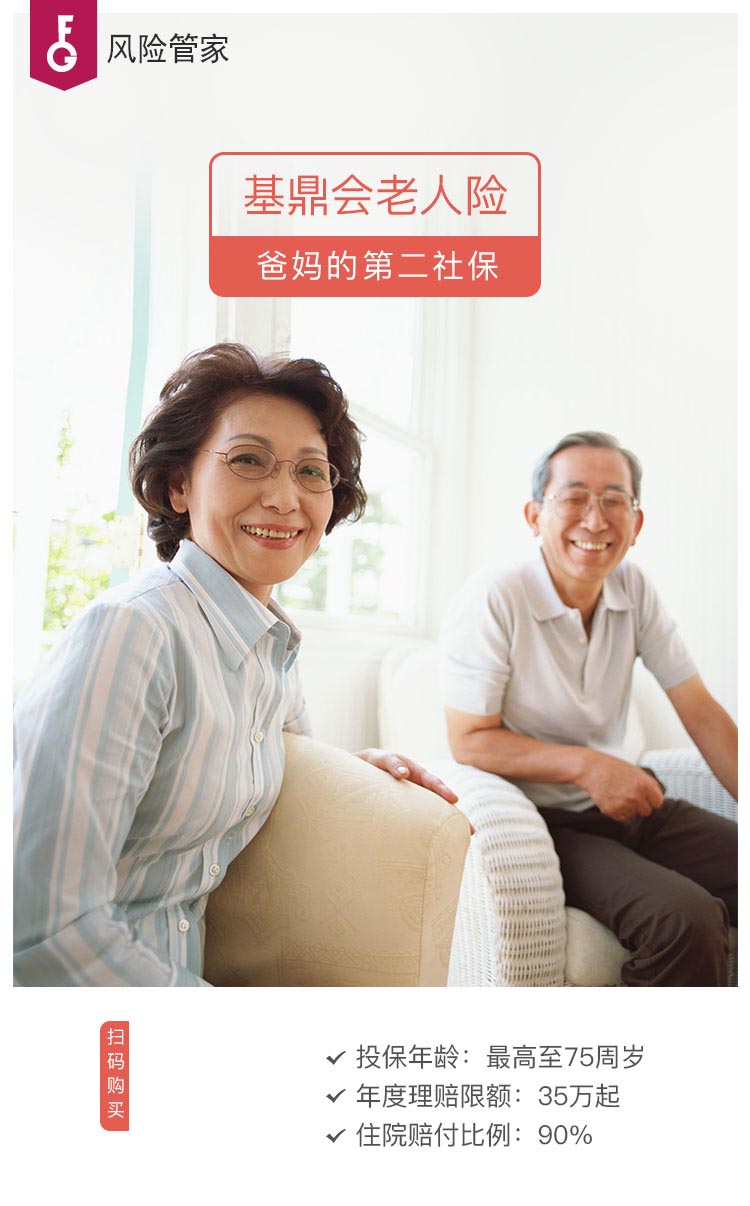 FG
风险管家
基鼎会老人险
爸妈的第二社保
扫码购买
投保年龄：最高至75周岁
年度理赔限额：35万起
住院赔付比例：90%